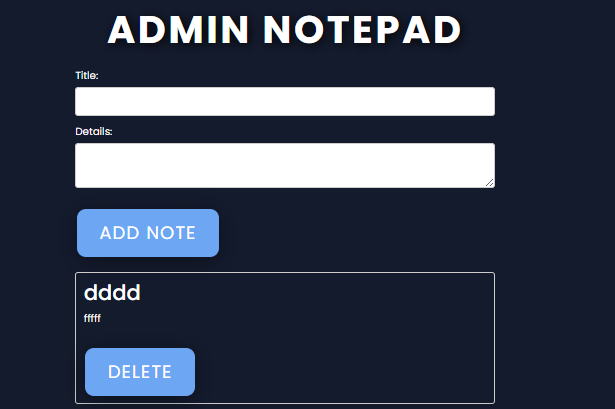 ADMIN NOTEPAD
Title:
Details:
ADD NOTE
dddd
fffff
DELETE